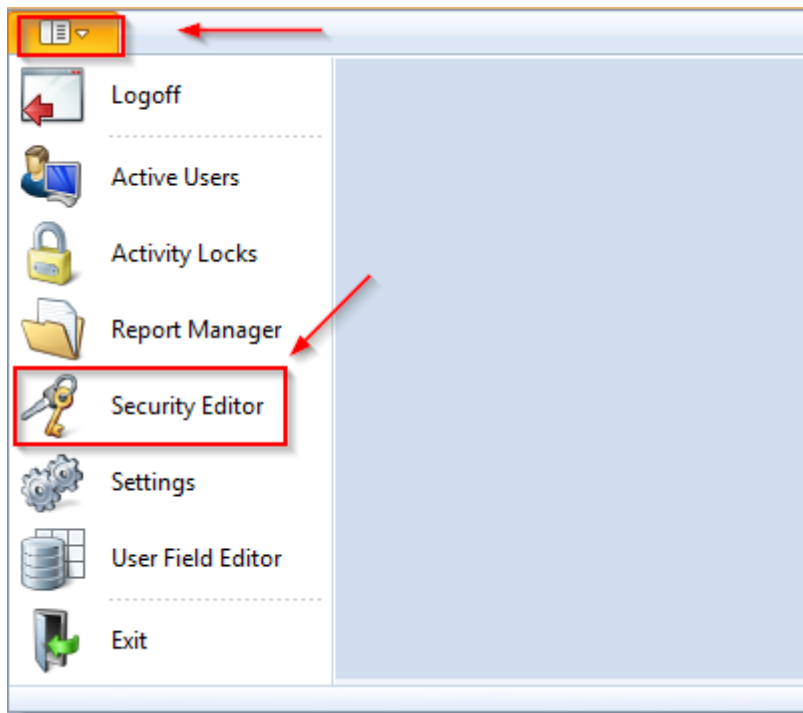 Logoff
Active Users
Activity Locks
Report Manager
Security Editor
Settings
User Field Editor
Exit